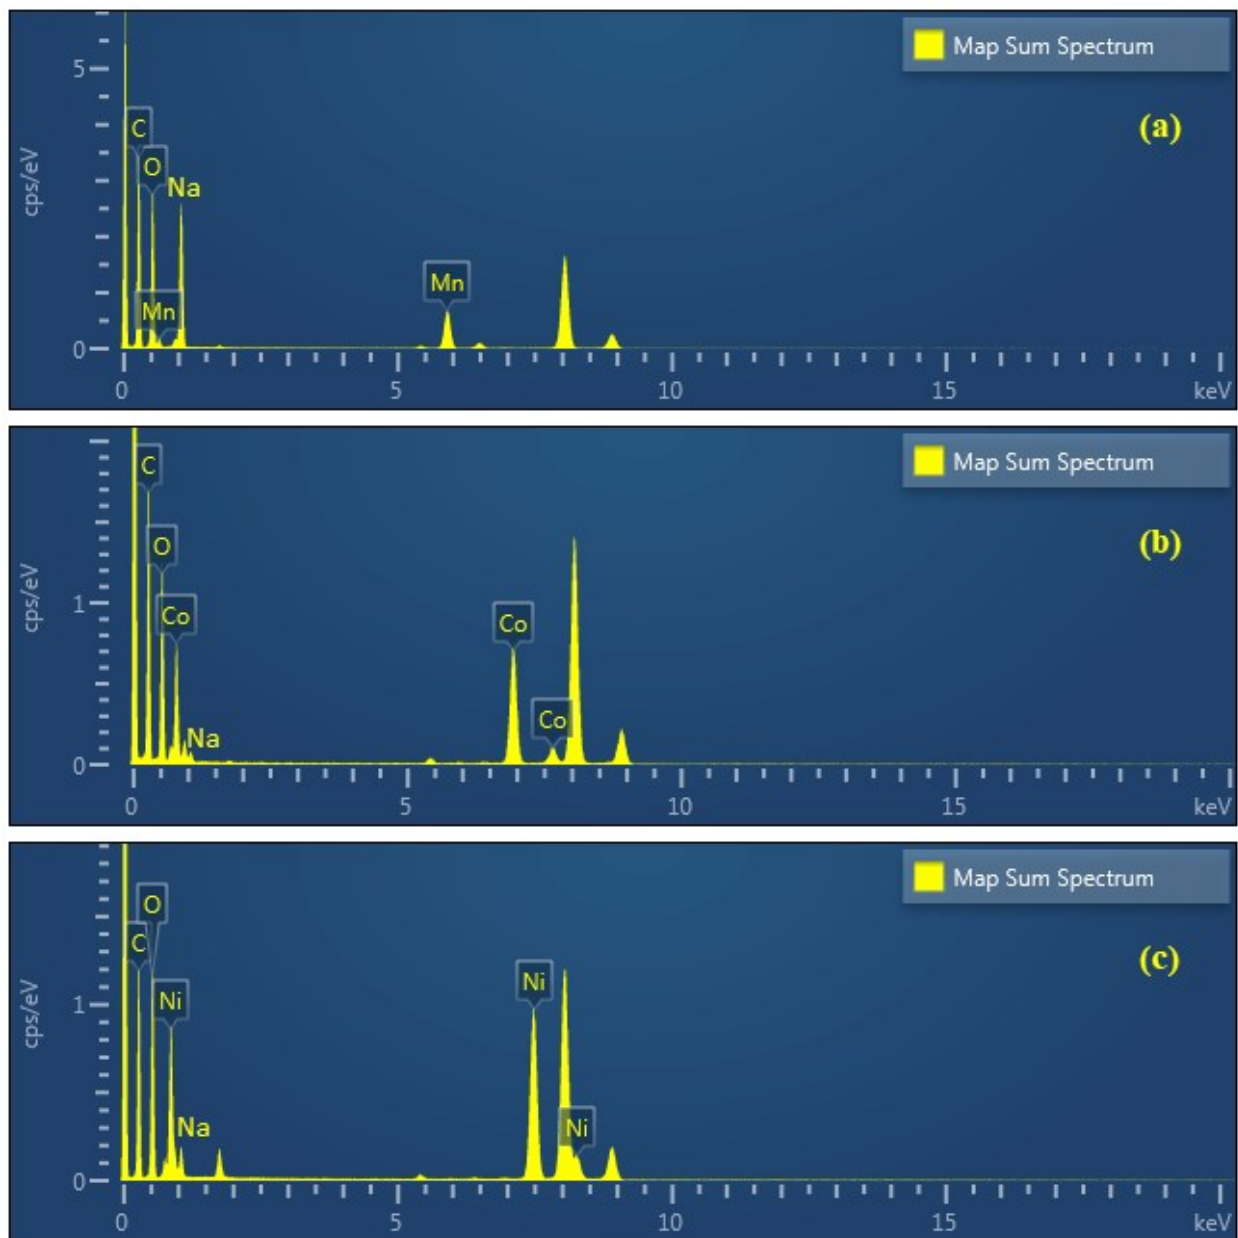 Map Sum Spectrum
(a)
5
cps/eV
C
O
Na
Mn
Mn
0
0 5 10 15 keV
Map Sum Spectrum
(b)
C
O
Co
1
cps/eV
Co
Co
Na
0
0 5 10 15 keV
Map Sum Spectrum
(c)
O
C
Ni
Ni
1
cps/eV
Na
Ni
0
0 5 10 15 keV